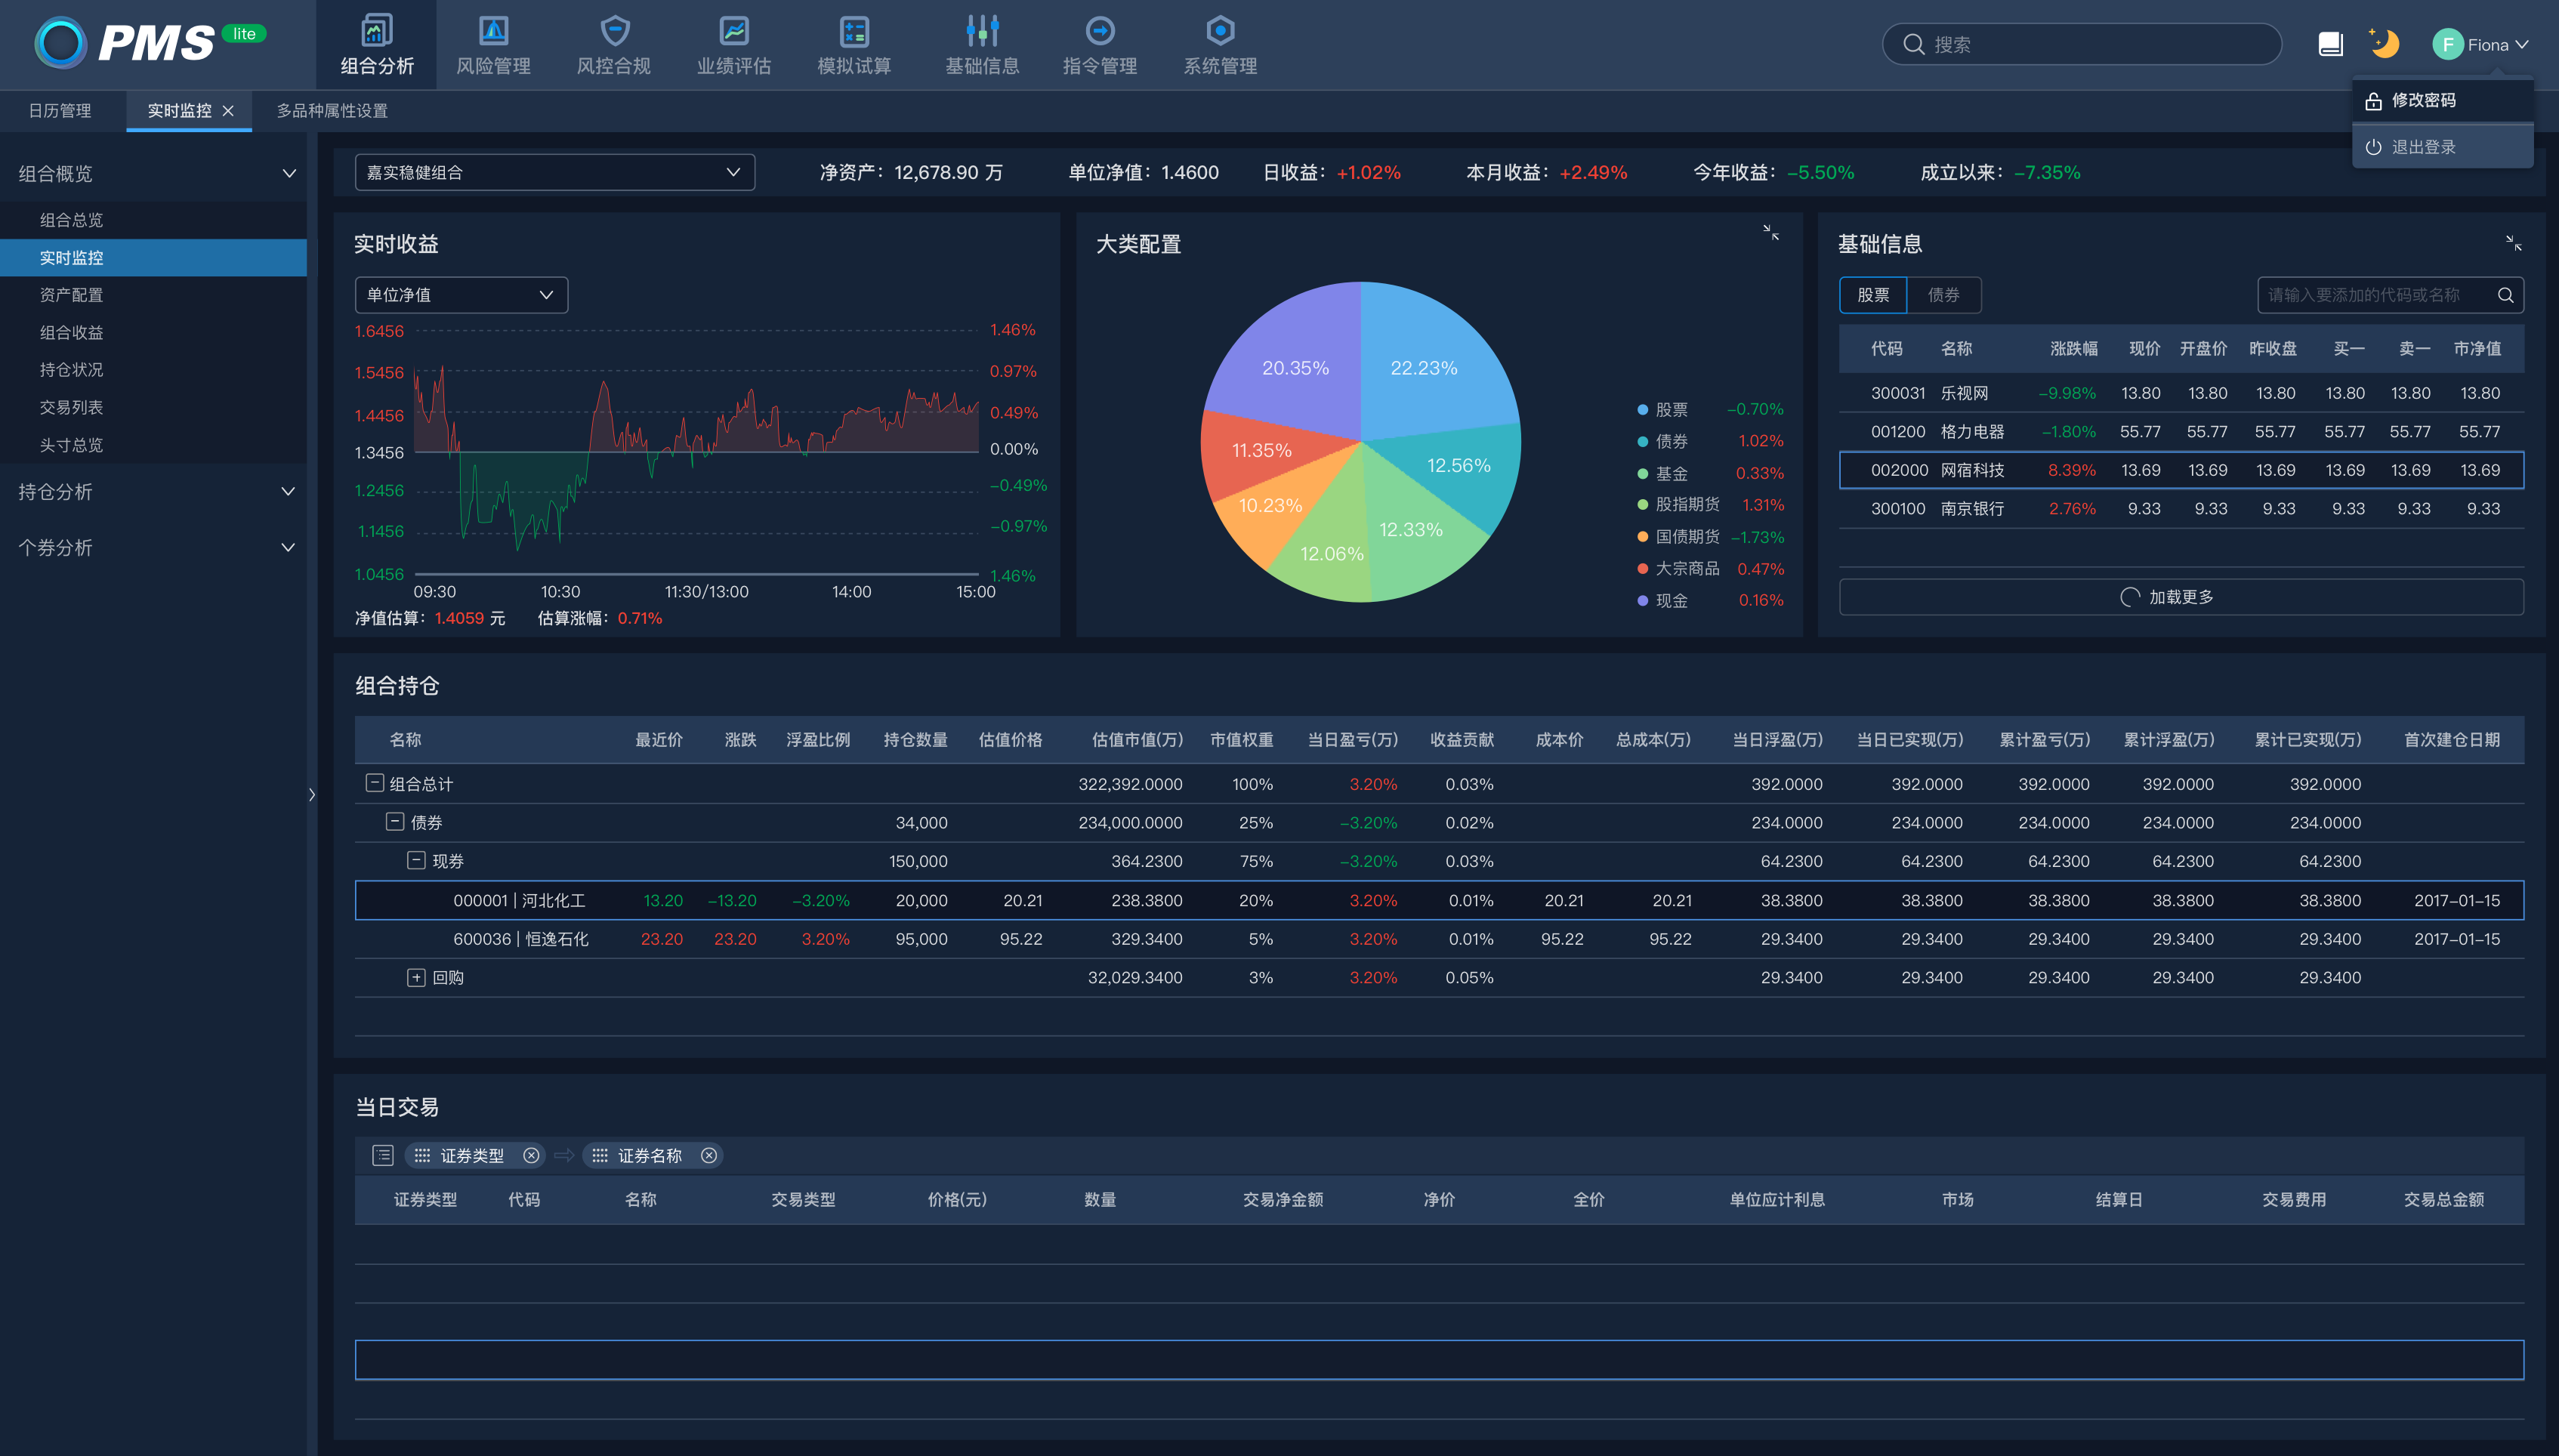 PMS lite
组合分析 风险管理 风控合规 业绩评估 模拟试算 基础信息 指令管理 系统管理
搜索
F Fiona
日历管理 实时监控 多品种属性设置
修改密码
退出登录
组合概览
组合总览
实时监控
资产配置
组合收益
持仓状况
交易列表
头寸总览
持仓分析
个券分析
嘉实稳健组合 净资产：12,678.90 万 单位净值：1.4600 日收益：+1.02% 本月收益：+2.49% 今年收益：-5.50% 成立以来：-7.35%
实时收益
单位净值
1.6456 1.46%
1.5456 0.97%
1.4456 0.49%
1.3456 0.00%
1.2456 -0.49%
1.1456 -0.97%
1.0456 1.46%
09:30 10:30 11:30/13:00 14:00 15:00
净值估算：1.4059 元 估算涨幅：0.71%
大类配置
20.35% 22.23%
11.35% 12.56%
10.23% 12.33%
12.06%
股票 -0.70%
债券 1.02%
基金 0.33%
股指期货 1.31%
国债期货 -1.73%
大宗商品 0.47%
现金 0.16%
基础信息
股票 债券 请输入要添加的代码或名称
代码 名称 涨跌幅 现价 开盘价 昨收盘 买一 卖一 市净值
300031 乐视网 -9.98% 13.80 13.80 13.80 13.80 13.80 13.80
001200 格力电器 -1.80% 55.77 55.77 55.77 55.77 55.77 55.77
002000 网宿科技 8.39% 13.69 13.69 13.69 13.69 13.69 13.69
300100 南京银行 2.76% 9.33 9.33 9.33 9.33 9.33 9.33
加载更多
组合持仓
名称 最近价 涨跌 浮盈比例 持仓数量 估值价格 估值市值(万) 市值权重 当日盈亏(万) 收益贡献 成本价 总成本(万) 当日浮盈(万) 当日已实现(万) 累计盈亏(万) 累计浮盈(万) 累计已实现(万) 首次建仓日期
组合总计 322,392.0000 100% 3.20% 0.03% 392.0000 392.0000 392.0000 392.0000 392.0000
债券 34,000 234,000.0000 25% -3.20% 0.02% 234.0000 234.0000 234.0000 234.0000 234.0000
现券 150,000 364.2300 75% -3.20% 0.03% 64.2300 64.2300 64.2300 64.2300 64.2300
000001 | 河北化工 13.20 -13.20 -3.20% 20,000 20.21 238.3800 20% 3.20% 0.01% 20.21 20.21 38.3800 38.3800 38.3800 38.3800 38.3800 2017-01-15
600036 | 恒逸石化 23.20 23.20 3.20% 95,000 95.22 329.3400 5% 3.20% 0.01% 95.22 95.22 29.3400 29.3400 29.3400 29.3400 29.3400 2017-01-15
回购 32,029.3400 3% 3.20% 0.05% 29.3400 29.3400 29.3400 29.3400 29.3400
当日交易
证券类型 证券名称
证券类型 代码 名称 交易类型 价格(元) 数量 交易净金额 净价 全价 单位应计利息 市场 结算日 交易费用 交易总金额